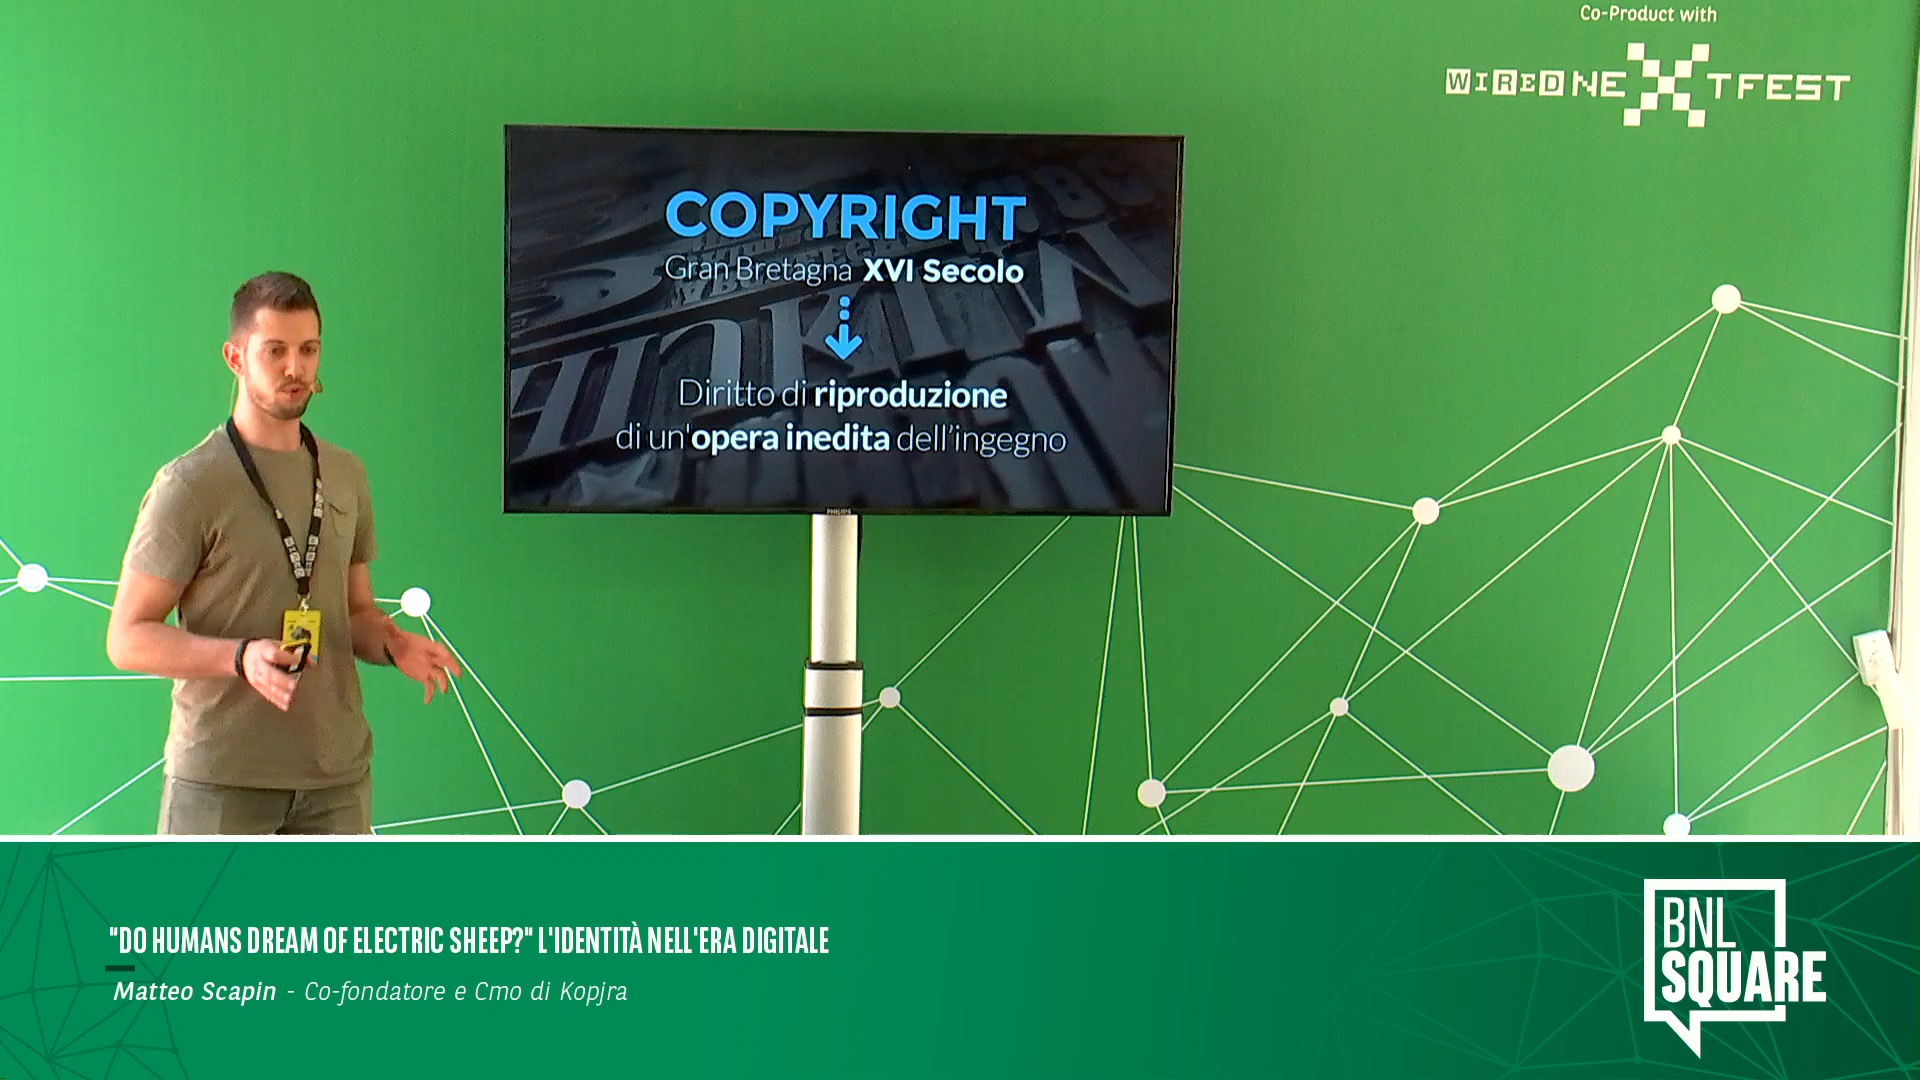 Co-Product with
WIRED NEXTFEST
COPYRIGHT
Gran Bretagna XVI Secolo
Diritto di riproduzione
di un'opera inedita dell'ingegno
PHILIPS
"DO HUMANS DREAM OF ELECTRIC SHEEP?" L'IDENTITÀ NELL'ERA DIGITALE
Matteo Scapin - Co-fondatore e Cmo di Kopjra
BNL
SQUARE